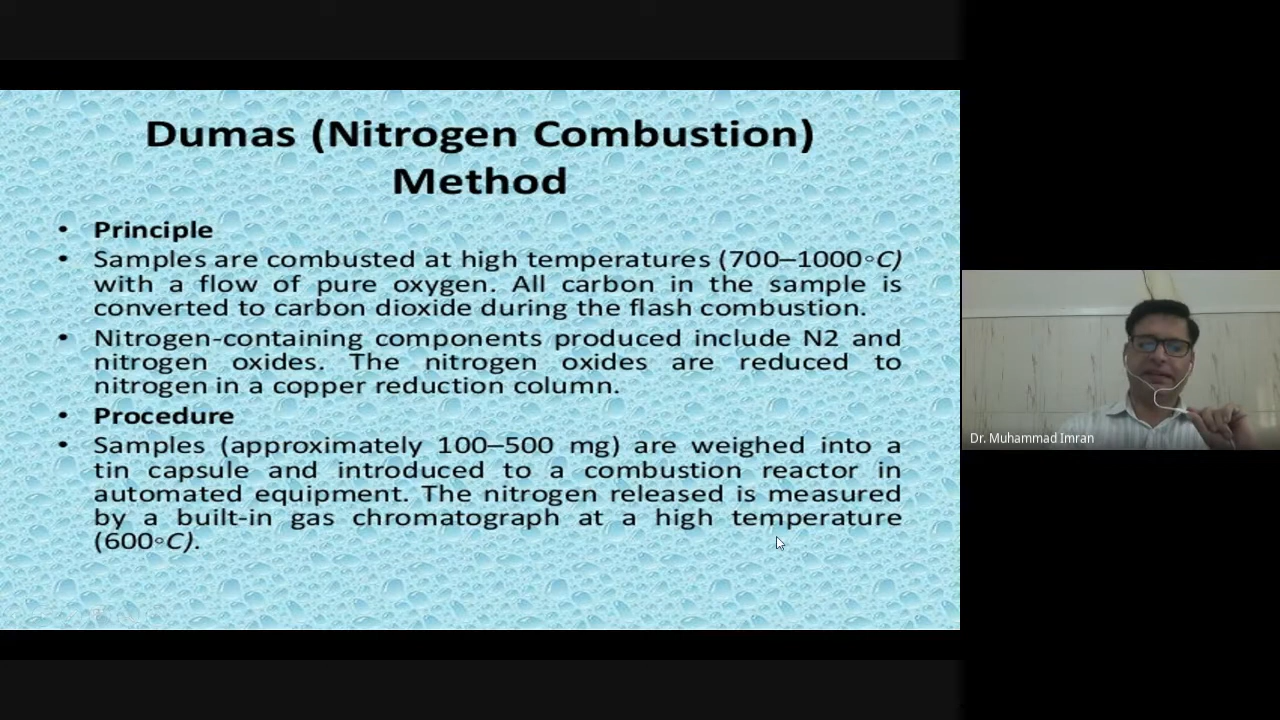 Dumas (Nitrogen Combustion)
Method
• Principle
• Samples are combusted at high temperatures (700–1000◦C)
with a flow of pure oxygen. All carbon in the sample is
converted to carbon dioxide during the flash combustion.
• Nitrogen-containing components produced include N2 and
nitrogen oxides. The nitrogen oxides are reduced to
nitrogen in a copper reduction column.
• Procedure
• Samples (approximately 100–500 mg) are weighed into a
tin capsule and introduced to a combustion reactor in
automated equipment. The nitrogen released is measured
by a built-in gas chromatograph at a high temperature
(600◦C).
Dr. Muhammad Imran